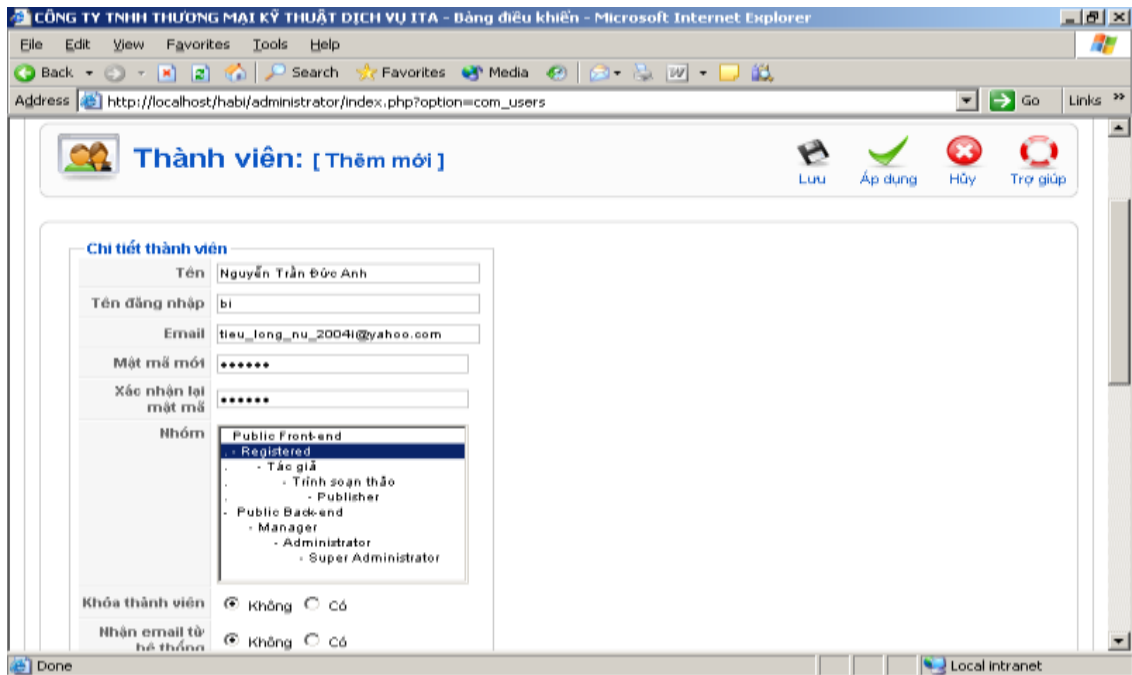 CÔNG TY TNHH THƯƠNG MẠI KỸ THUẬT DỊCH VỤ ITA - Bảng điều khiển - Microsoft Internet Explorer
File Edit View Favorites Tools Help
Back Search Favorites Media
Address http://localhost/habi/administrator/index.php?option=com_users Go Links »
Thành viên: [ Thêm mới ]
Lưu Áp dụng Hủy Trợ giúp
Chi tiết thành viên
Tên Nguyễn Trần Đức Anh
Tên đăng nhập bi
Email tieu_long_nu_2004i@yahoo.com
Mật mã mới ••••••
Xác nhận lại
mật mã ••••••
Nhóm Public Front-end
. - Registered
. - Tác giả
. - Trình soạn thảo
. - Publisher
- Public Back-end
- Manager
- Administrator
- Super Administrator
Khóa thành viên Không Có
Nhận email từ
hệ thống Không Có
Done Local intranet